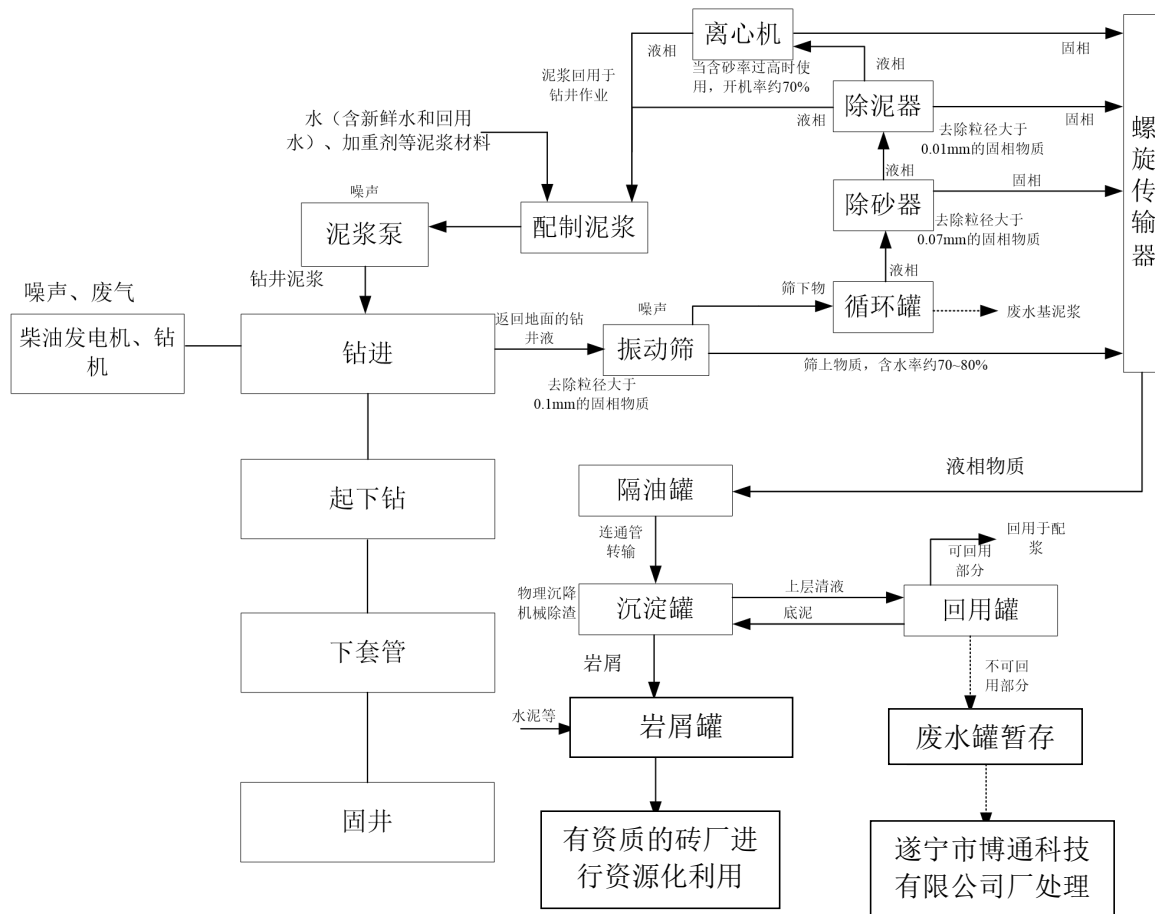 离心机
液相
固相
当含砂率过高时使
用，开机率约70%
液相
泥浆回用于
钻井作业
除泥器
液相
固相
去除粒径大于
0.01mm的固相物质
螺
旋
传
输
器
水（含新鲜水和回用
水）、加重剂等泥浆材料
液相
除砂器
固相
去除粒径大于
0.07mm的固相物质
噪声
泥浆泵
配制泥浆
钻井泥浆
液相
筛下物
循环罐
废水基泥浆
噪声、废气
柴油发电机、钻
机
钻进
返回地面的钻
井液
噪声
振动筛
筛上物质，含水率约70~80%
去除粒径大于
0.1mm的固相物质
起下钻
隔油罐
液相物质
连通管
转输
回用于配
浆
可回用
部分
物理沉降
机械除渣
沉淀罐
上层清液
底泥
回用罐
下套管
岩屑
不可回
用部分
水泥等
岩屑罐
废水罐暂存
固井
有资质的砖厂进
行资源化利用
遂宁市博通科技
有限公司厂处理